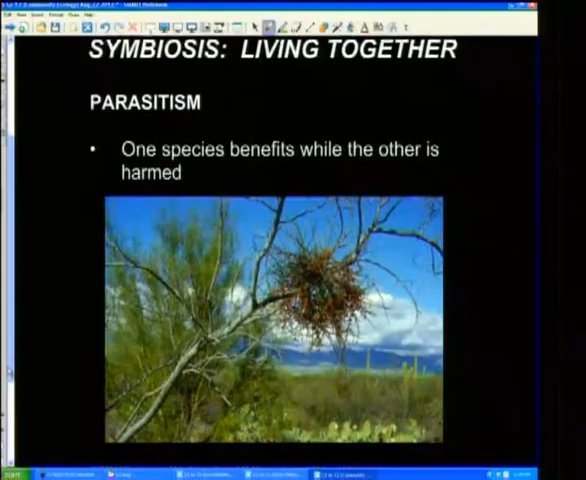 SYMBIOSIS: LIVING TOGETHER
PARASITISM
• One species benefits while the other is
harmed